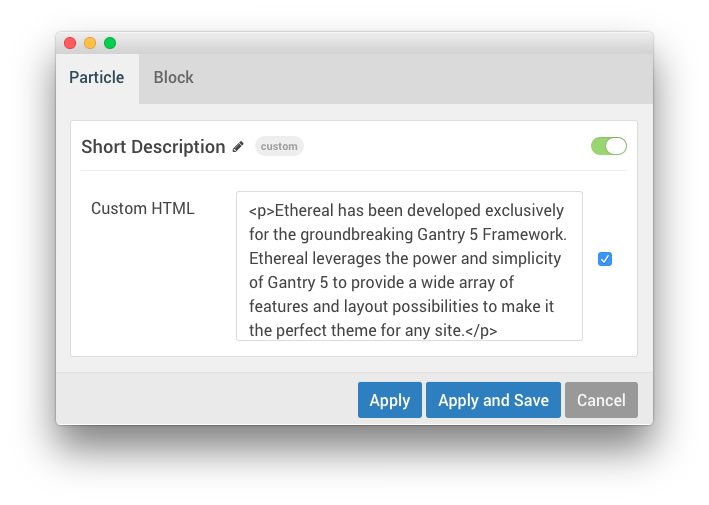 Particle Block
Short Description custom
Custom HTML
<p>Ethereal has been developed exclusively
for the groundbreaking Gantry 5 Framework.
Ethereal leverages the power and simplicity
of Gantry 5 to provide a wide array of
features and layout possibilities to make it
the perfect theme for any site.</p>
Apply Apply and Save Cancel